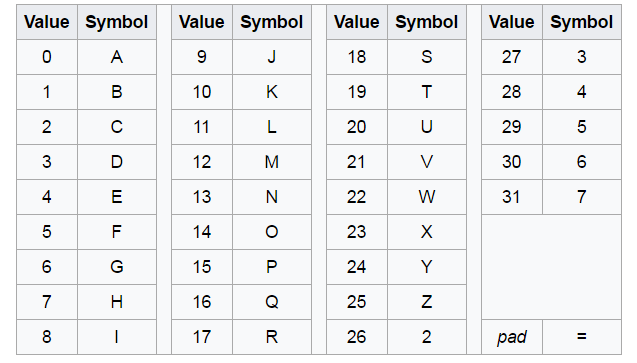 Value Symbol Value Symbol Value Symbol Value Symbol
0 A 9 J 18 S 27 3
1 B 10 K 19 T 28 4
2 C 11 L 20 U 29 5
3 D 12 M 21 V 30 6
4 E 13 N 22 W 31 7
5 F 14 O 23 X
6 G 15 P 24 Y
7 H 16 Q 25 Z
8 I 17 R 26 2 pad =